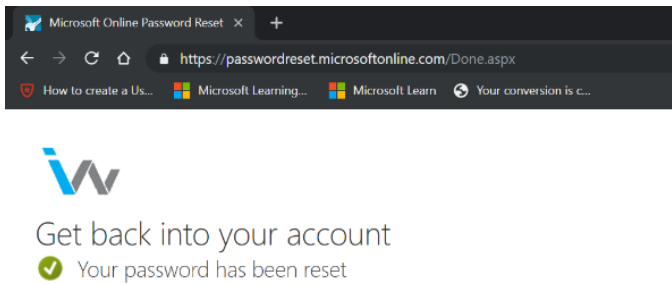 Microsoft Online Password Reset
https://passwordreset.microsoftonline.com/Done.aspx
How to create a Us... Microsoft Learning... Microsoft Learn Your conversion is c...
iw
Get back into your account
Your password has been reset